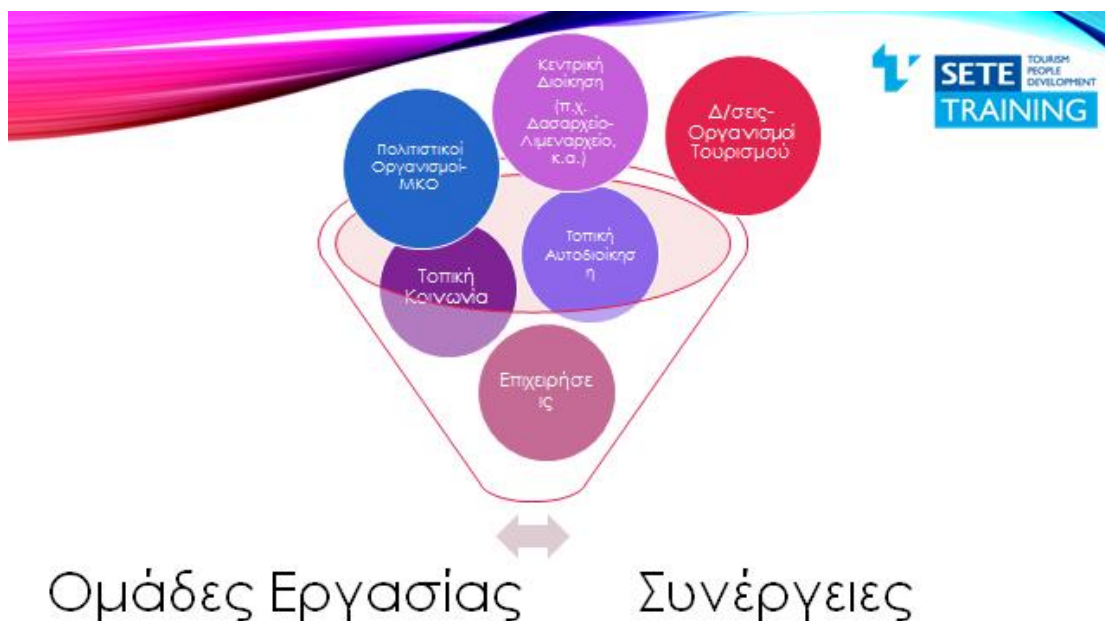 Κεντρική
Διοίκηση
(π.χ.
Δασαρχείο-
Λιμεναρχείο,
κ.α.)
Δ/σεις-
Οργανισμοί
Τουρισμού
SETE
TOURISM
PEOPLE
DEVELOPMENT
TRAINING
Πολιτιστικοί
Οργανισμοί-
ΜΚΟ
Τοπική
Αυτοδιοίκησ
η
Τοπική
Κοινωνία
Επιχειρήσε
ις
Ομάδες Εργασίας
Συνέργειες